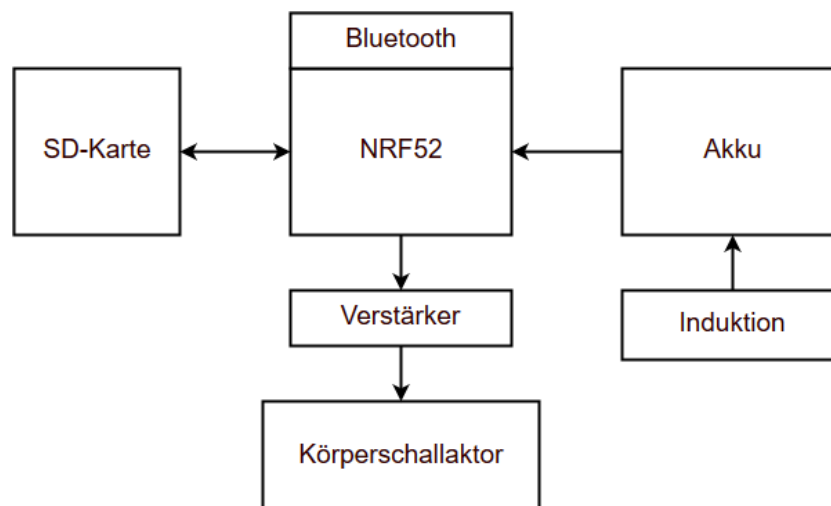 Bluetooth
SD-Karte
NRF52
Akku
Verstärker
Induktion
Körperschallaktor